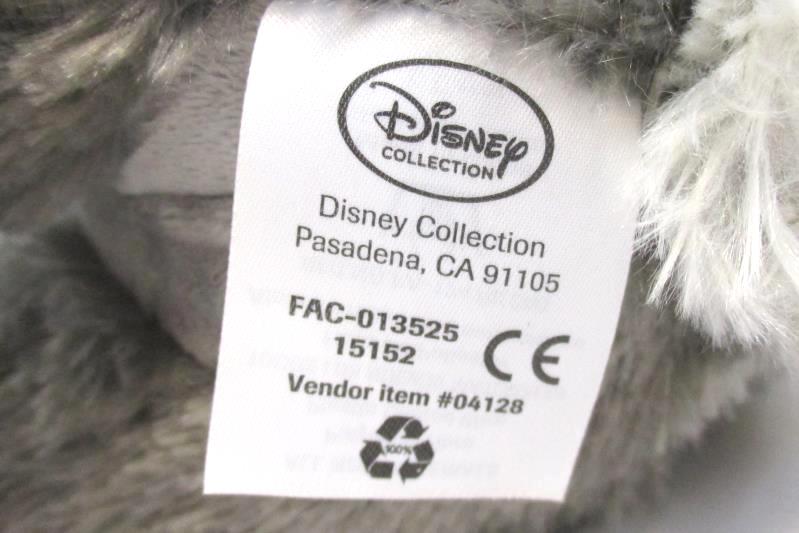 Disney
COLLECTION
Disney Collection
Pasadena, CA 91105
FAC-013525
15152
CE
Vendor item #04128
100%